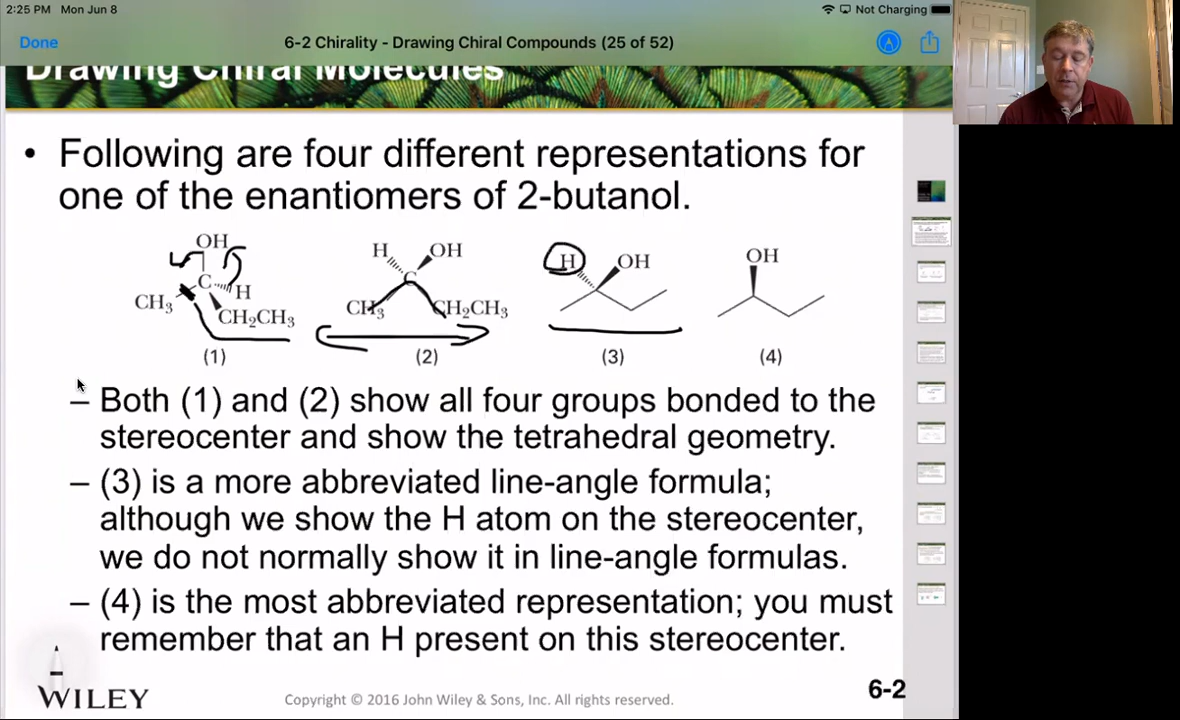 2:25 PM Mon Jun 8
Not Charging
Done
6-2 Chirality - Drawing Chiral Compounds (25 of 52)
Drawing Chiral Molecules
• Following are four different representations for
one of the enantiomers of 2-butanol.
OH
C
H
CH₃
CH₂CH₃
(1)
H OH
C
CH₃ CH₂CH₃
(2)
H OH
(3)
OH
(4)
– Both (1) and (2) show all four groups bonded to the
stereocenter and show the tetrahedral geometry.
– (3) is a more abbreviated line-angle formula;
although we show the H atom on the stereocenter,
we do not normally show it in line-angle formulas.
– (4) is the most abbreviated representation; you must
remember that an H present on this stereocenter.
WILEY
Copyright © 2016 John Wiley & Sons, Inc. All rights reserved.
6-2